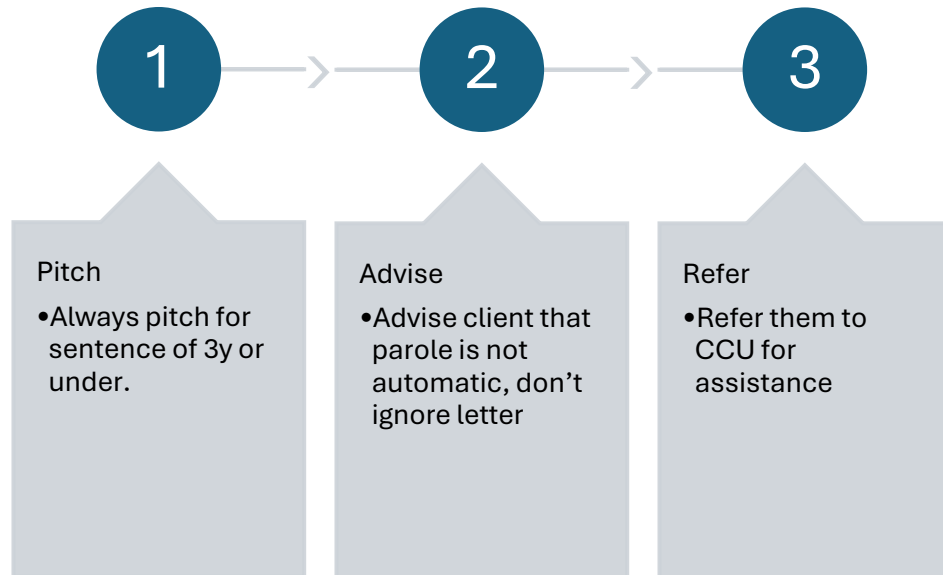 1
2
3
Pitch
•Always pitch for
sentence of 3y or
under.
Advise
•Advise client that
parole is not
automatic, don’t
ignore letter
Refer
•Refer them to
CCU for
assistance